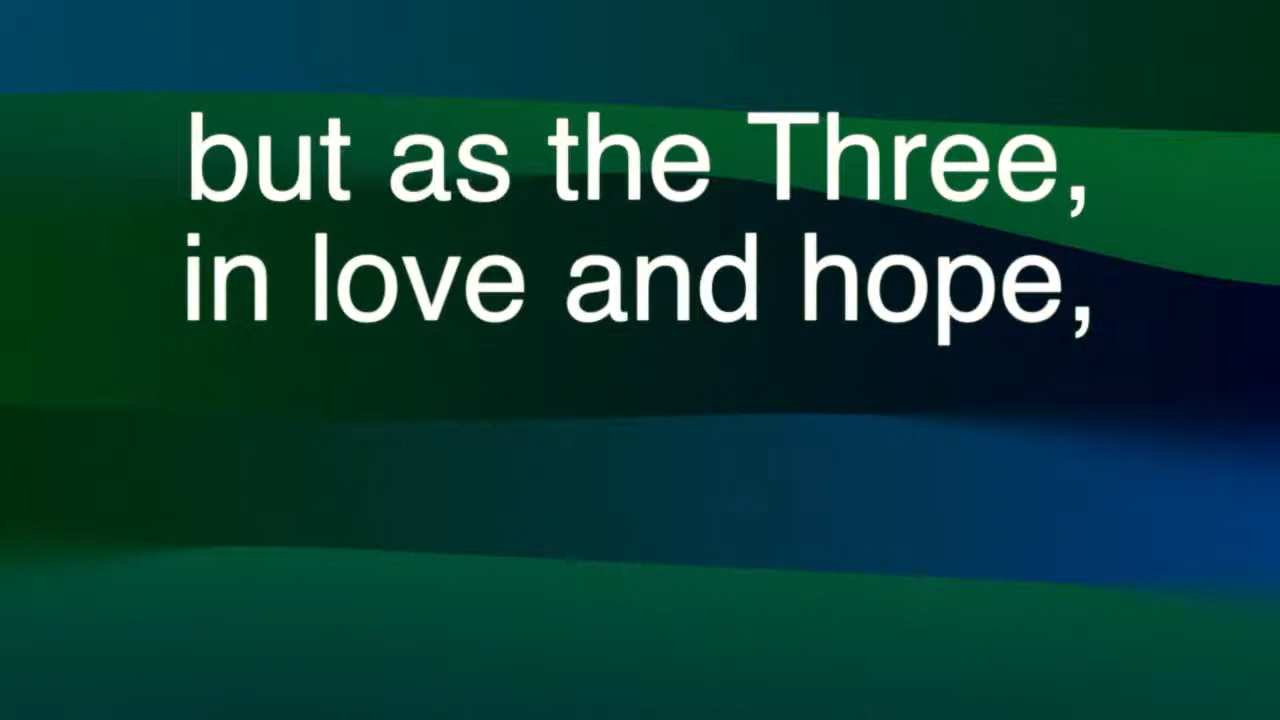 but as the Three,
in love and hope,